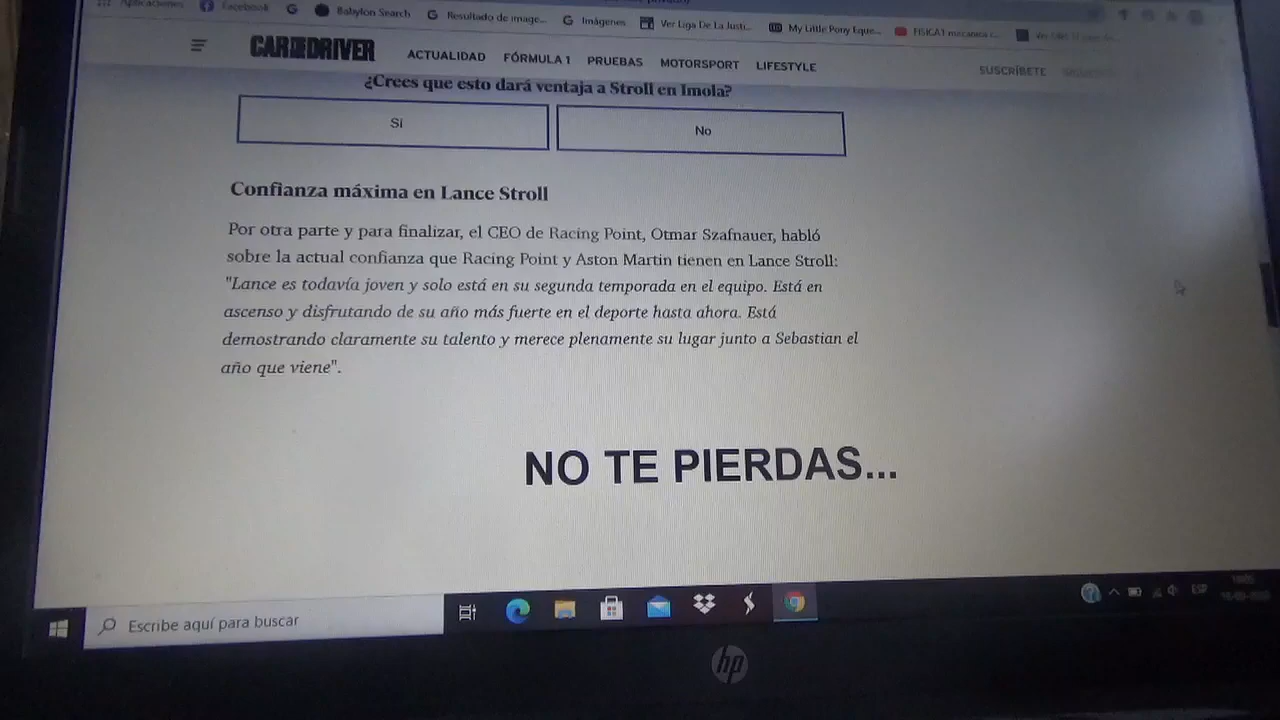 Aplicaciones Facebook Babylon Search Resultado de image... Imágenes Ver Liga De La Justi... My Little Pony Eque... FISICA1 mecanica c...
CAR AND DRIVER ACTUALIDAD FÓRMULA 1 PRUEBAS MOTORSPORT LIFESTYLE SUSCRÍBETE
¿Crees que esto dará ventaja a Stroll en Imola?
Sí No
Confianza máxima en Lance Stroll
Por otra parte y para finalizar, el CEO de Racing Point, Otmar Szafnauer, habló
sobre la actual confianza que Racing Point y Aston Martin tienen en Lance Stroll:
"Lance es todavía joven y solo está en su segunda temporada en el equipo. Está en
ascenso y disfrutando de su año más fuerte en el deporte hasta ahora. Está
demostrando claramente su talento y merece plenamente su lugar junto a Sebastian el
año que viene".
NO TE PIERDAS...
Escribe aquí para buscar
ESP
hp